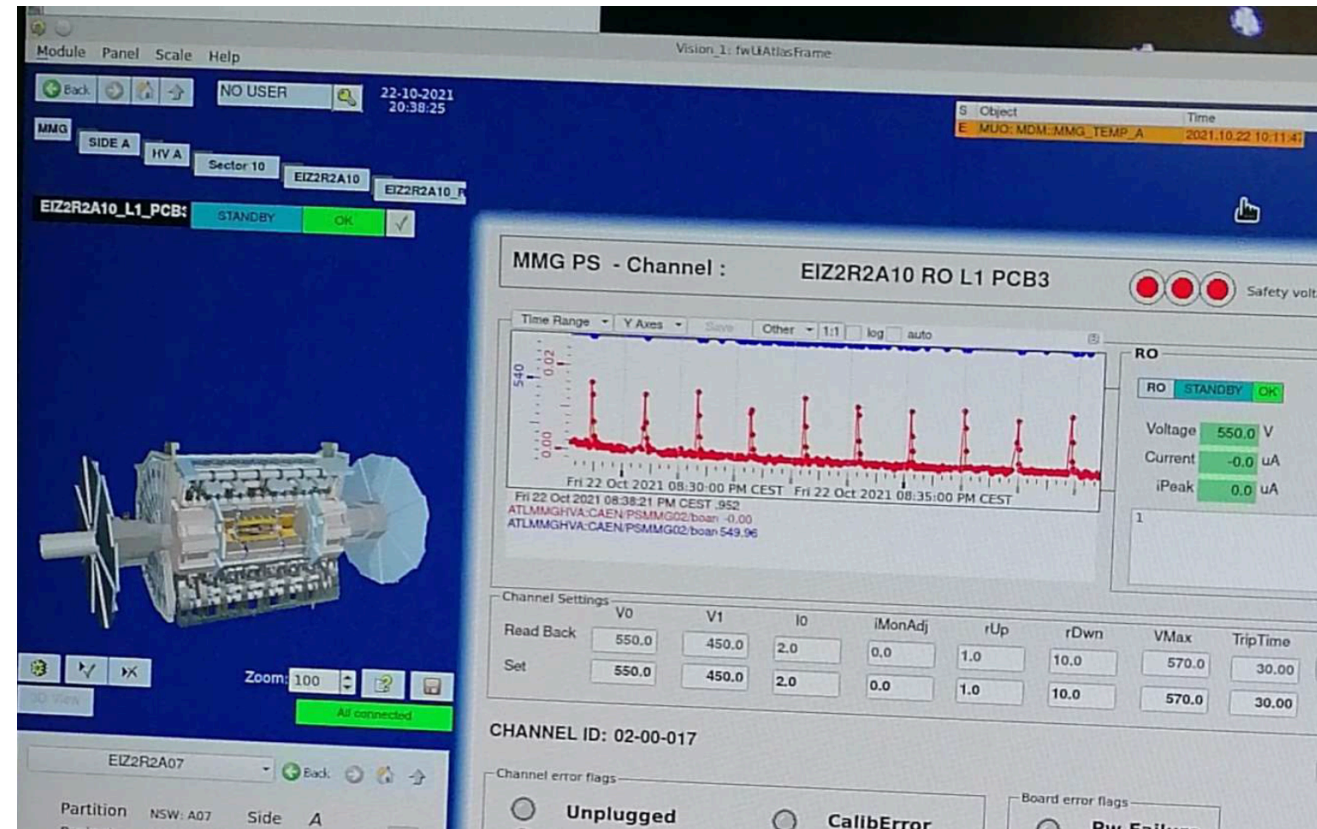 Vision_1: fwUiAtlasFrame
Module Panel Scale Help
Back
NO USER
22-10-2021
20:38:25
S Object Time
E MUO: MDM::MMG_TEMP_A 2021.10.22 10:11:47
MMG
SIDE A
HV A
Sector 10
EIZ2R2A10
EIZ2R2A10_R
EIZ2R2A10_L1_PCB3 STANDBY OK
MMG PS - Channel : EIZ2R2A10 RO L1 PCB3
Safety volt
Time Range Y Axes Save Other 1:1 log auto
540
0.02
0.00
Fri 22 Oct 2021 08:30:00 PM CEST Fri 22 Oct 2021 08:35:00 PM CEST
Fri 22 Oct 2021 08:38:21 PM CEST .952
ATLMMGHVA:CAEN/PSMMG02/boan -0.00
ATLMMGHVA:CAEN/PSMMG02/boan 549.96
RO
RO STANDBY OK
Voltage 550.0 V
Current -0.0 uA
iPeak 0.0 uA
1
Channel Settings
V0 V1 I0 iMonAdj rUp rDwn VMax TripTime
Read Back 550.0 450.0 2.0 0.0 1.0 10.0 570.0 30.00
Set 550.0 450.0 2.0 0.0 1.0 10.0 570.0 30.00
Zoom: 100
3D View
All connected
CHANNEL ID: 02-00-017
EIZ2R2A07
Back
Channel error flags
Board error flags
Unplugged
CalibError
Pw Failure
Partition NSW: A07 Side A